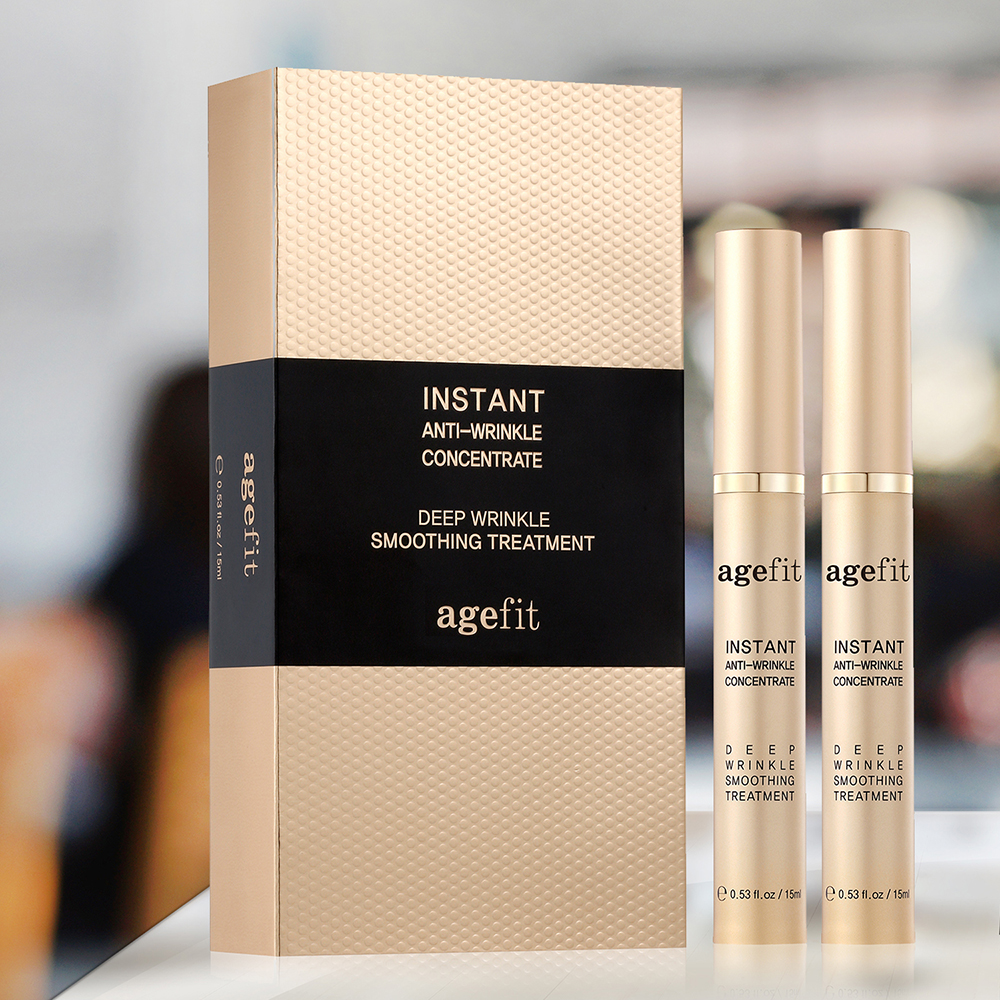 INSTANT
ANTI-WRINKLE
CONCENTRATE
DEEP WRINKLE
SMOOTHING TREATMENT
agefit
agefit
℮ 0.53 fl.oz / 15ml
agefit
INSTANT
ANTI-WRINKLE
CONCENTRATE
DEEP
WRINKLE
SMOOTHING
TREATMENT
℮ 0.53 fl.oz / 15ml
agefit
INSTANT
ANTI-WRINKLE
CONCENTRATE
DEEP
WRINKLE
SMOOTHING
TREATMENT
℮ 0.53 fl.oz / 15ml